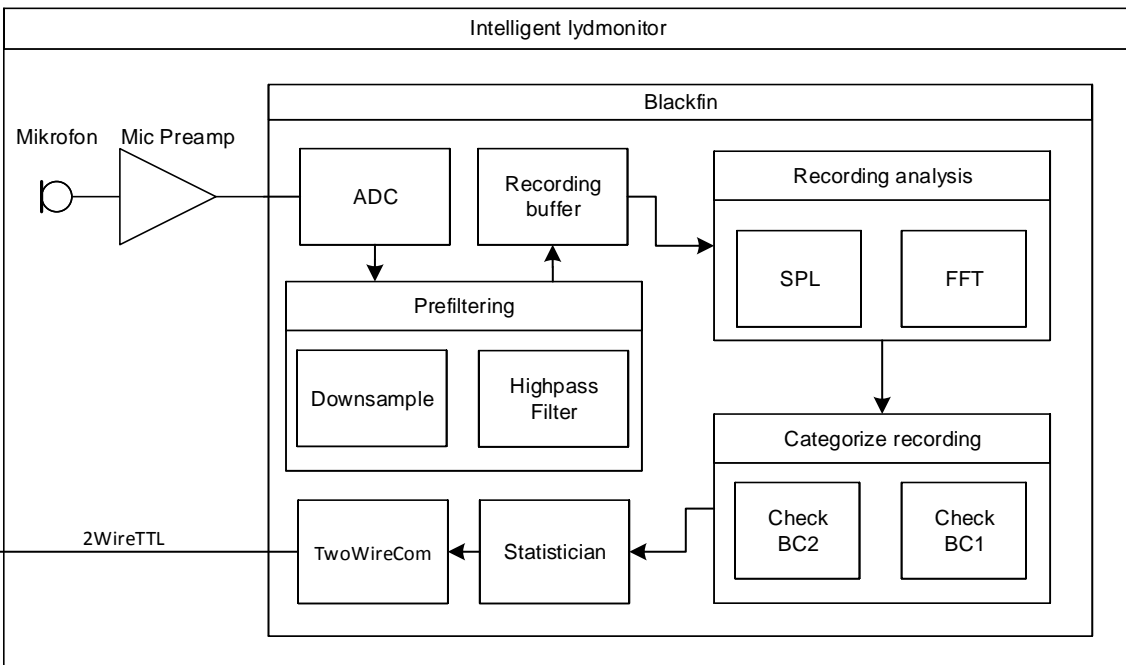 Intelligent lydmonitor
Blackfin
Mikrofon
Mic Preamp
ADC
Recording
buffer
Recording analysis
SPL
FFT
Prefiltering
Downsample
Highpass
Filter
Categorize recording
Check
BC2
Check
BC1
2WireTTL
TwoWireCom
Statistician